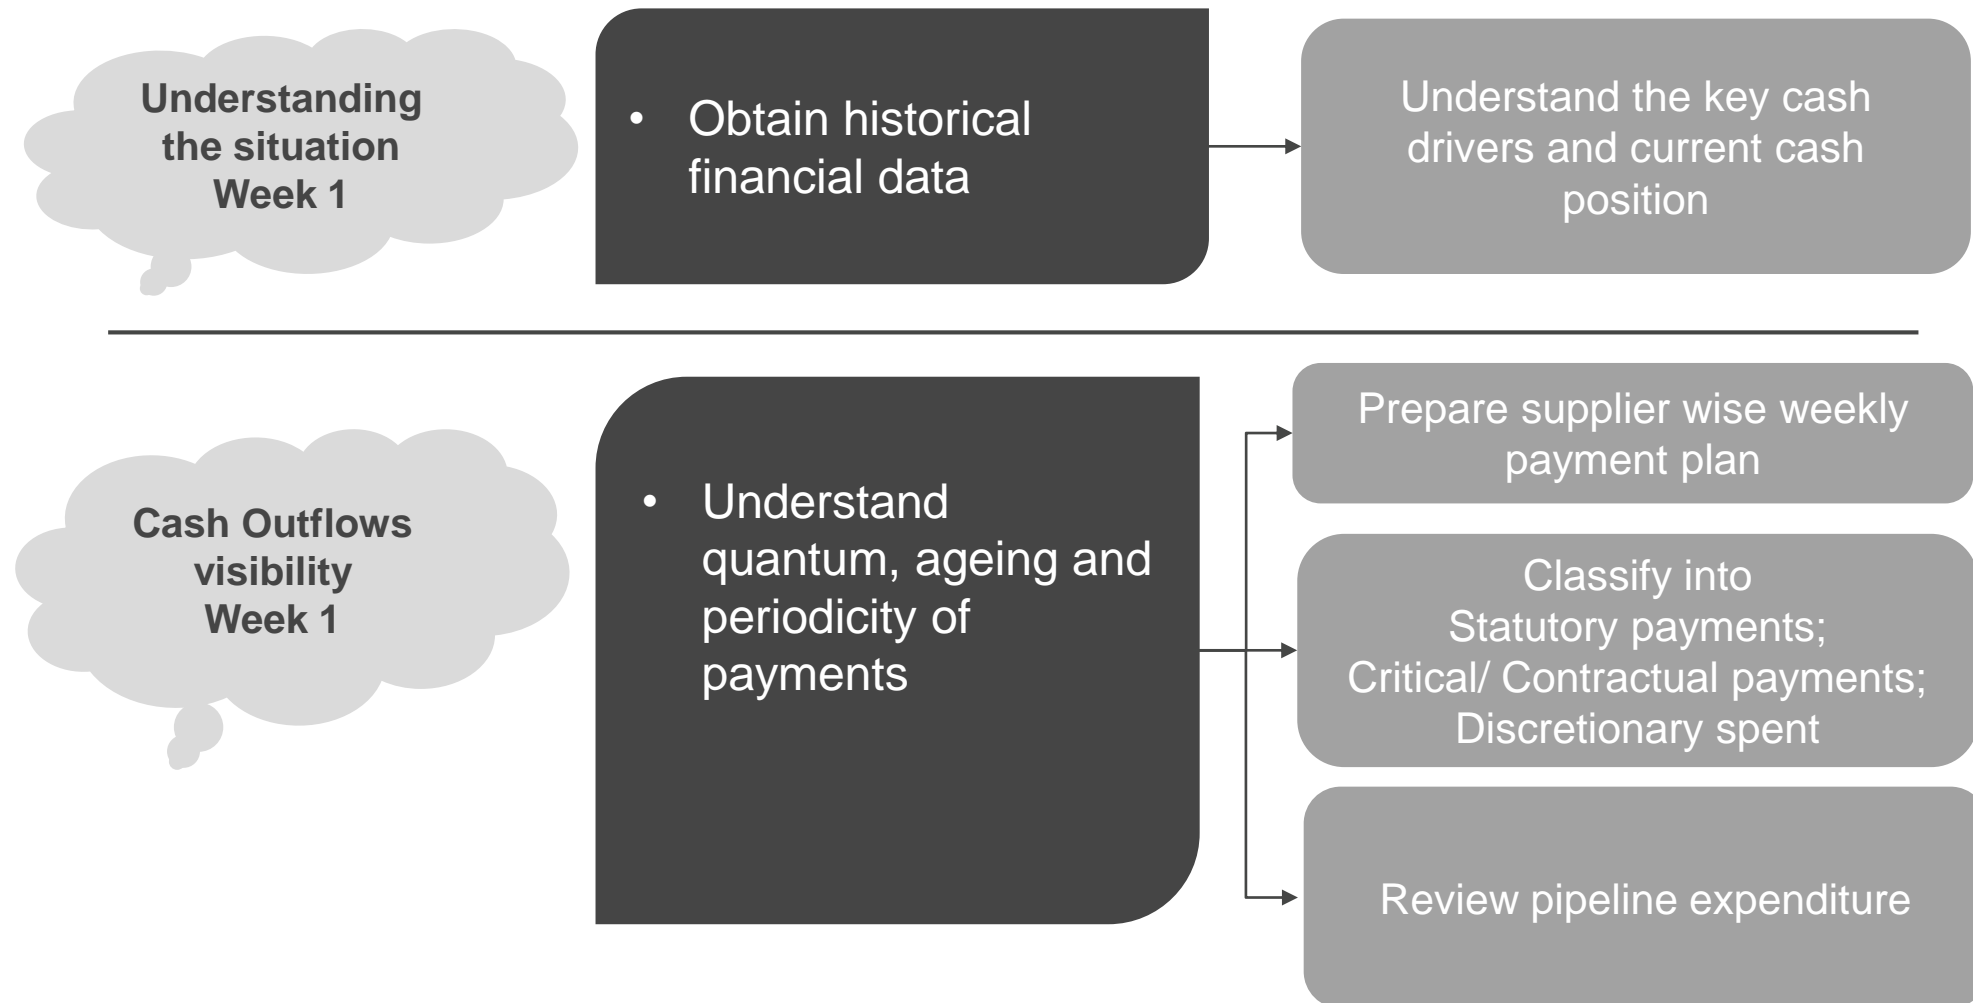 Understanding
the situation
Week 1
• Obtain historical
financial data
Understand the key cash
drivers and current cash
position
Cash Outflows
visibility
Week 1
• Understand
quantum, ageing and
periodicity of
payments
Prepare supplier wise weekly
payment plan
Classify into
Statutory payments;
Critical/ Contractual payments;
Discretionary spent
Review pipeline expenditure